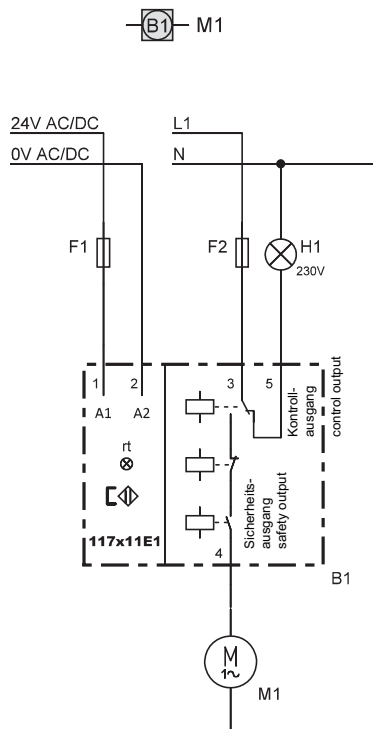 B1 M1
24V AC/DC L1
0V AC/DC N
F1 F2 H1
230V
1 2 3 5
A1 A2
Kontroll-
ausgang
control output
rt
Sicherheits-
ausgang
safety output
117x11E1
4
B1
M
1~
M1